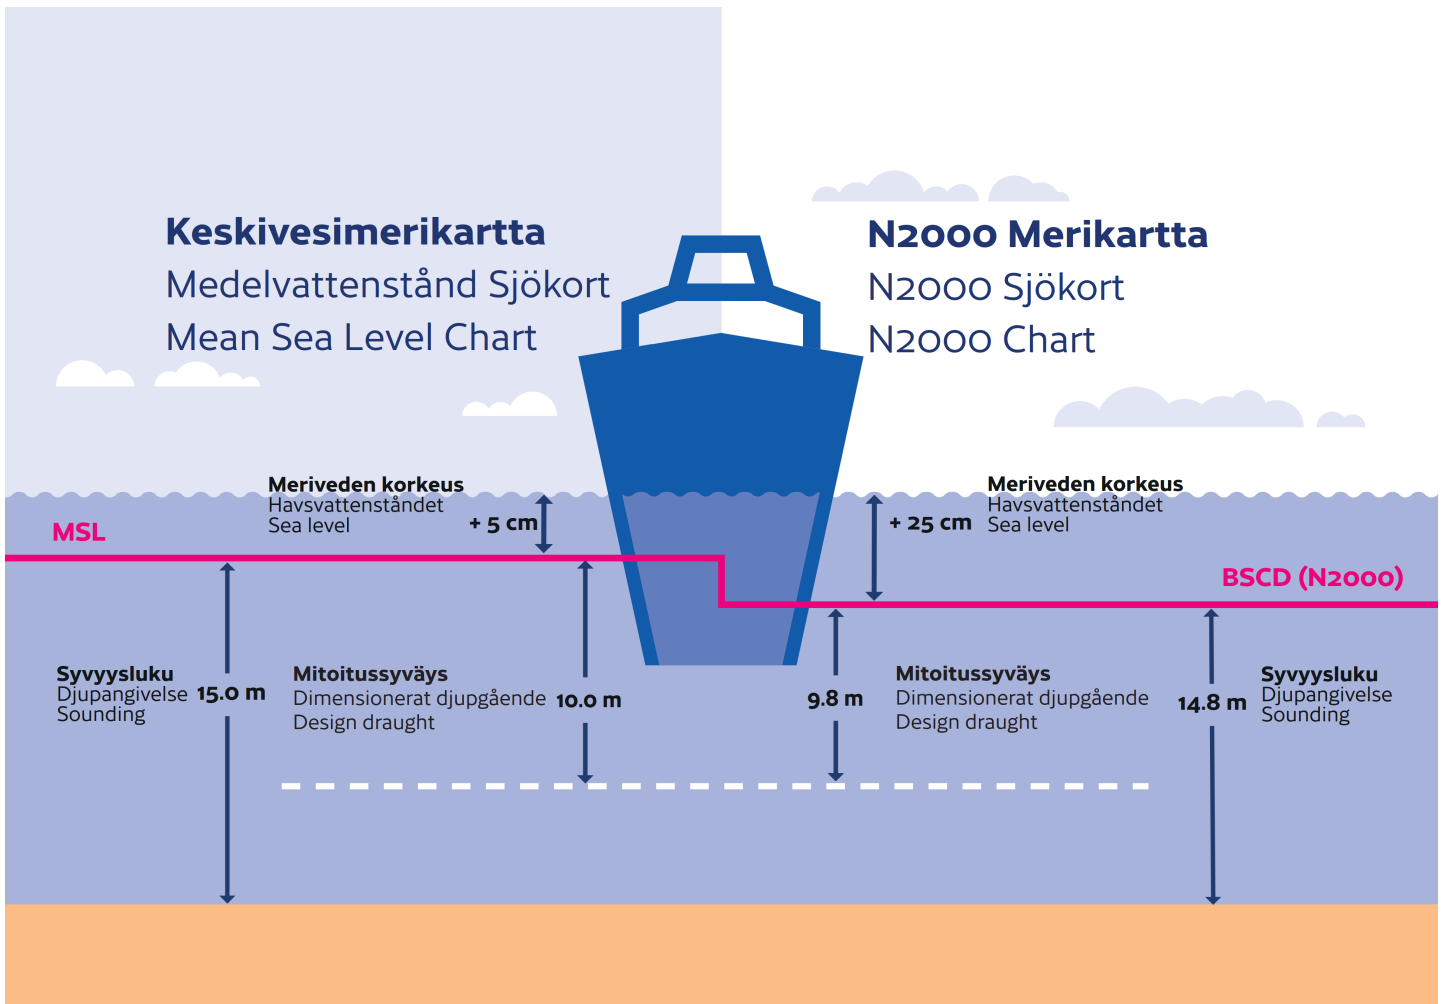 Keskivesimerikartta
Medelvattenstånd Sjökort
Mean Sea Level Chart
N2000 Merikartta
N2000 Sjökort
N2000 Chart
Meriveden korkeus
Havsvattenståndet
Sea level
+ 5 cm
MSL
Meriveden korkeus
Havsvattenståndet
Sea level
+ 25 cm
BSCD (N2000)
Syvyysluku
Djupangivelse
Sounding
15.0 m
Mitoitussyväys
Dimensionerat djupgående
Design draught
10.0 m
9.8 m
Mitoitussyväys
Dimensionerat djupgående
Design draught
14.8 m
Syvyysluku
Djupangivelse
Sounding